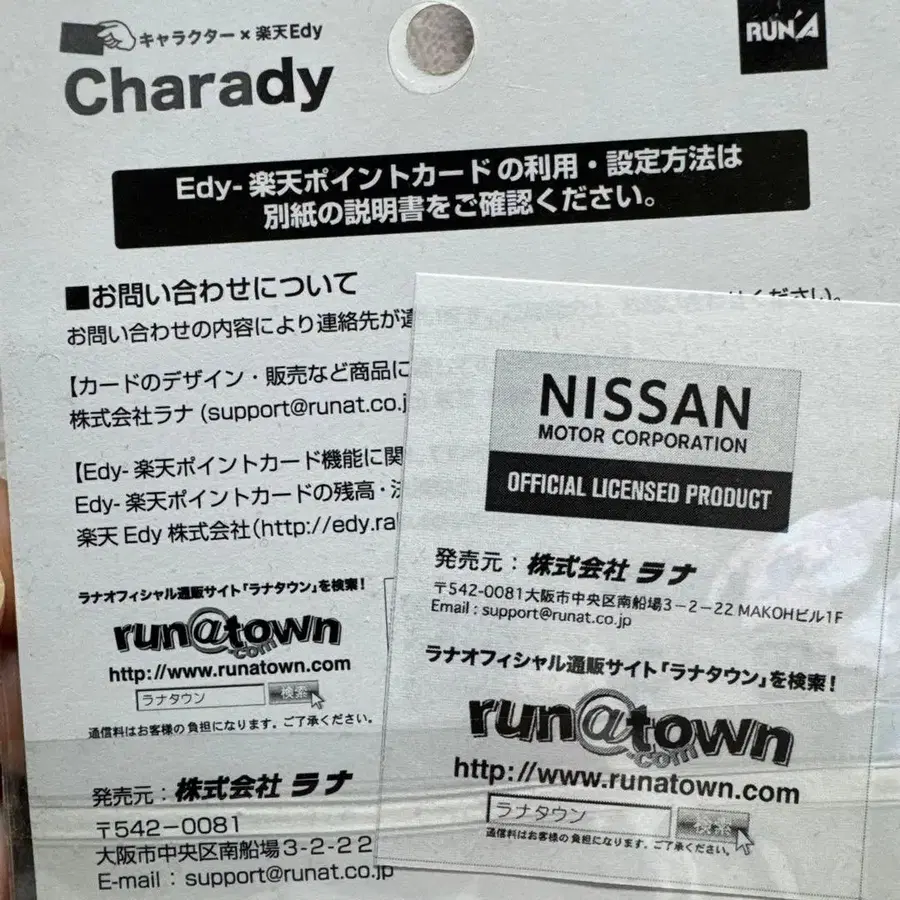 キャラクター×楽天Edy
Charady
RUN'A
Edy-楽天ポイントカードの利用・設定方法は
別紙の説明書をご確認ください。
■お問い合わせについて
お問い合わせの内容により連絡先が
ください。
【カードのデザイン・販売など商品に
株式会社ラナ(support@runat.co.j
【Edy-楽天ポイントカード機能に関
Edy-楽天ポイントカードの残高・
楽天Edy株式会社(http://edy.ra
ラナオフィシャル通販サイト「ラナタウン」を検索!
run@town
.com
http://www.runatown.com
ラナタウン 検索
通信料はお客様の負担になります。ご了承ください。
発売元:株式会社 ラナ
〒542-0081
大阪市中央区南船場3-2-22
E-mail:support@runat.co.jp
NISSAN
MOTOR CORPORATION
OFFICIAL LICENSED PRODUCT
発売元:株式会社 ラナ
〒542-0081大阪市中央区南船場3-2-22 MAKOHビル1F
Email:support@runat.co.jp
ラナオフィシャル通販サイト「ラナタウン」を検索!
run@town
.com
http://www.runatown.com
ラナタウン 検索
通信料はお客様の負担になります。ご了承ください。